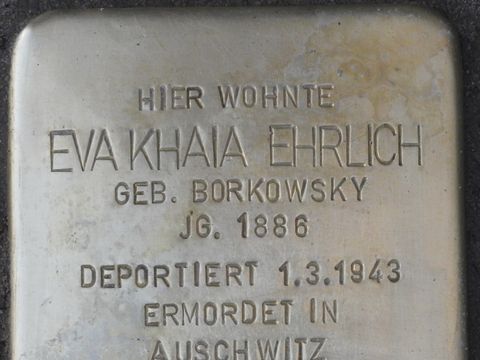 HIER WOHNTE
EVA KHAIA EHRLICH
GEB. BORKOWSKY
JG. 1886
DEPORTIERT 1.3.1943
ERMORDET IN
AUSCHWITZ